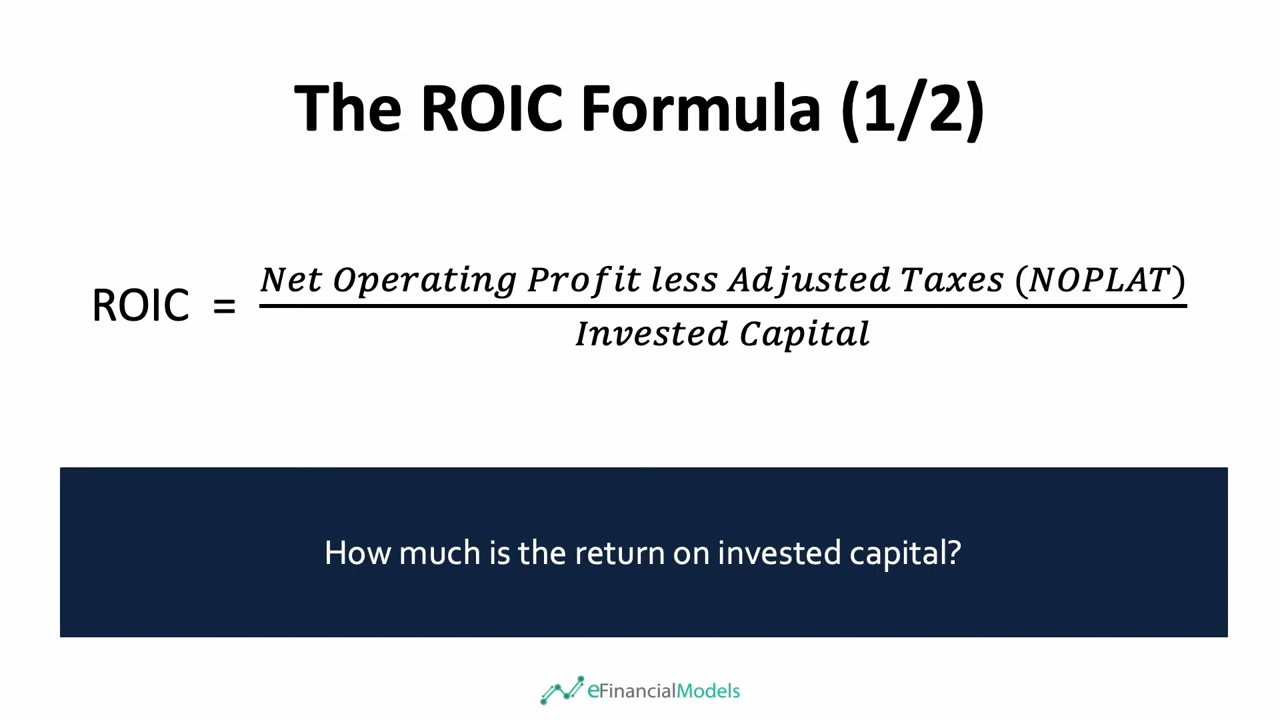 The ROIC Formula (1/2)
ROIC = Net Operating Profit less Adjusted Taxes (NOPLAT)
Invested Capital
How much is the return on invested capital?
eFinancialModels